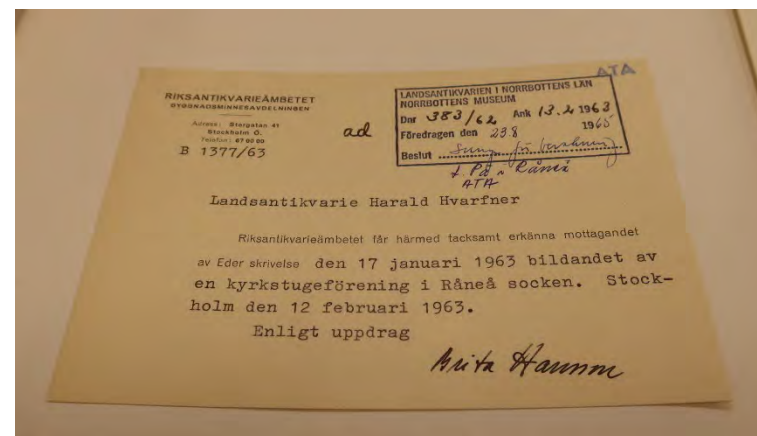 ATA
RIKSANTIKVARIEÄMBETET
BYGGNADSMINNESAVDELNINGEN
Adress: Storgatan 41
Stockholm Ö.
Telefon: 67 00 00
B 1377/63
ad
LANDSANTIKVARIEN I NORRBOTTENS LÄN
NORRBOTTENS MUSEUM
Dnr 383/62 Ank 13.2 1963
Föredragen den 23 8 1965
Beslut
Råneå
ATA
Landsantikvarie Harald Hvarfner
Riksantikvarieämbetet får härmed tacksamt erkänna mottagandet
av Eder skrivelse den 17 januari 1963 bildandet av
en kyrkstugeförening i Råneå socken. Stock-
holm den 12 februari 1963.
Enligt uppdrag
Brita